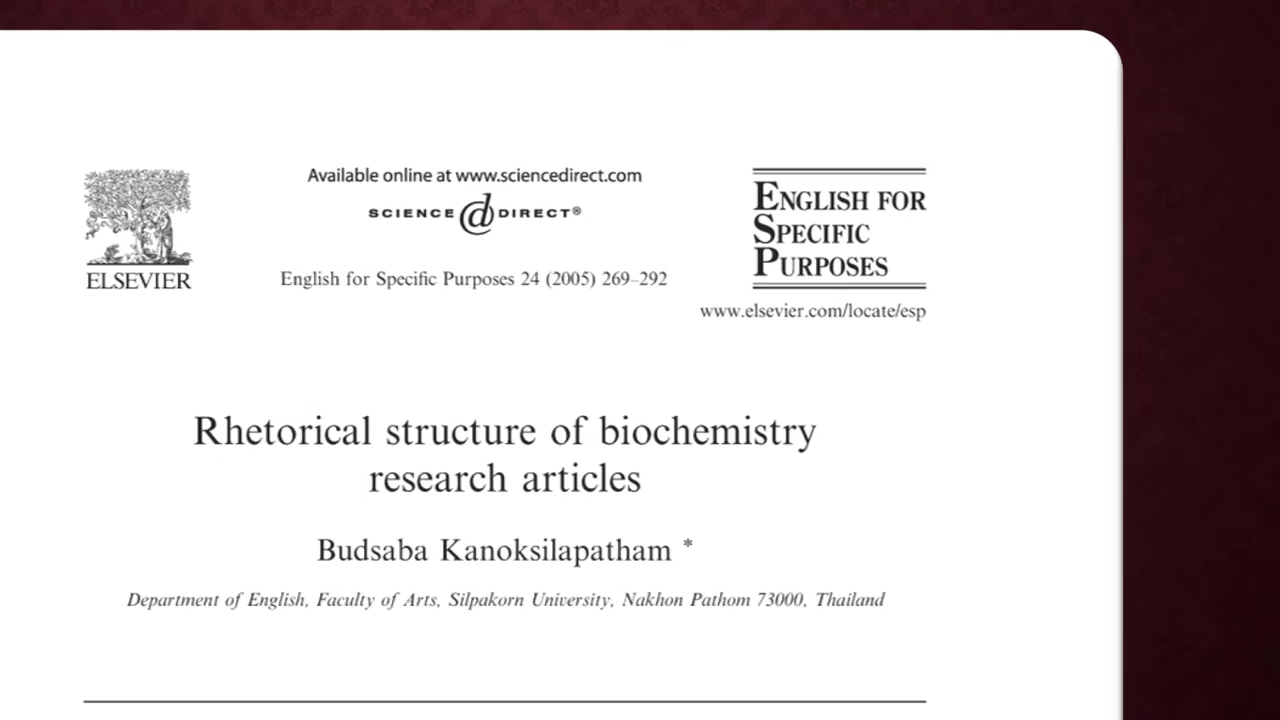 Available online at www.sciencedirect.com
SCIENCE @ DIRECT®
ELSEVIER
English for Specific Purposes 24 (2005) 269–292
ENGLISH FOR
SPECIFIC
PURPOSES
www.elsevier.com/locate/esp
Rhetorical structure of biochemistry
research articles
Budsaba Kanoksilapatham *
Department of English, Faculty of Arts, Silpakorn University, Nakhon Pathom 73000, Thailand